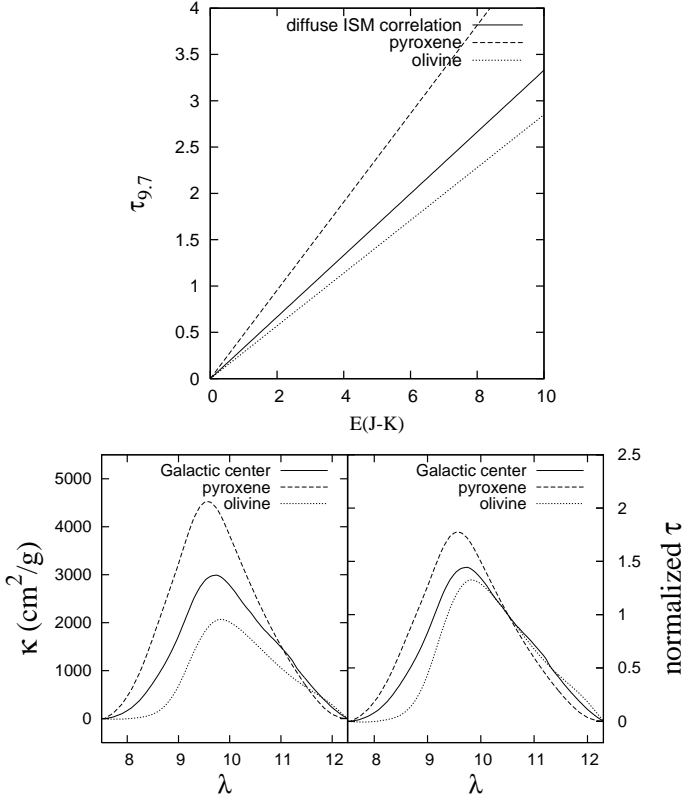 4
3.5
3
2.5
2
1.5
1
0.5
0
τ9.7
diffuse ISM correlation
pyroxene
olivine
0 2 4 6 8 10
E(J-K)
5000
4000
3000
2000
1000
0
κ (cm²/g)
Galactic center
pyroxene
olivine
8 9 10 11 12
λ
Galactic center
pyroxene
olivine
8 9 10 11 12
λ
2.5
2
1.5
1
0.5
0
normalized τ